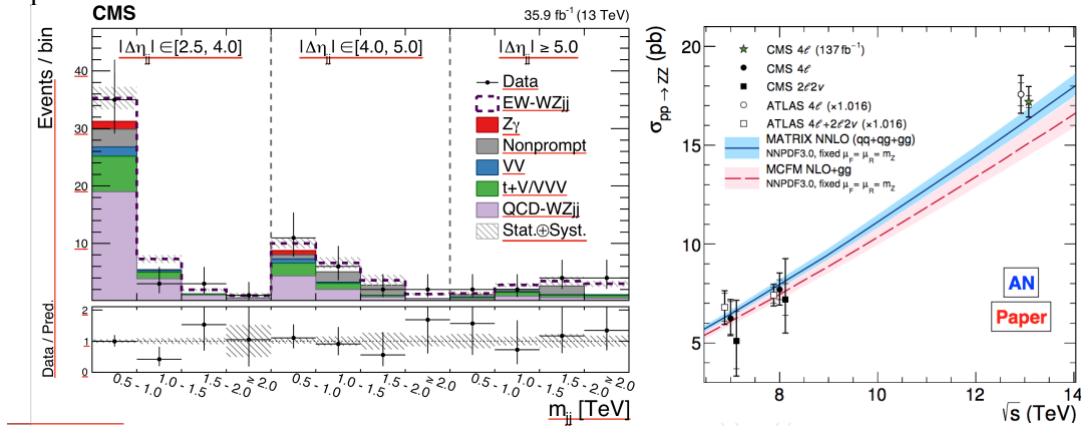 CMS
35.9 fb⁻¹ (13 TeV)
|Δη_jj| ∈[2.5, 4.0]
|Δη_jj| ∈[4.0, 5.0]
|Δη_jj| ≥ 5.0
Events / bin
40
30
20
10
Data
EW-WZjj
Zγ
Nonprompt
VV
t+V/VVV
QCD-WZjj
Stat.⊕Syst.
Data / Pred.
2
1
0
0.5 - 1.0
1.0 - 1.5
1.5 - 2.0
≥ 2.0
0.5 - 1.0
1.0 - 1.5
1.5 - 2.0
≥ 2.0
0.5 - 1.0
1.0 - 1.5
1.5 - 2.0
≥ 2.0
m_jj [TeV]
σ_pp → ZZ (pb)
20
15
10
5
CMS 4ℓ (137fb⁻¹)
CMS 4ℓ
CMS 2ℓ2ν
ATLAS 4ℓ (×1.016)
ATLAS 4ℓ+2ℓ2ν (×1.016)
MATRIX NNLO (qq+qg+gg)
NNPDF3.0, fixed μ_F = μ_R = m_Z
MCFM NLO+gg
NNPDF3.0, fixed μ_F = μ_R = m_Z
AN
Paper
8
10
12
14
√s (TeV)